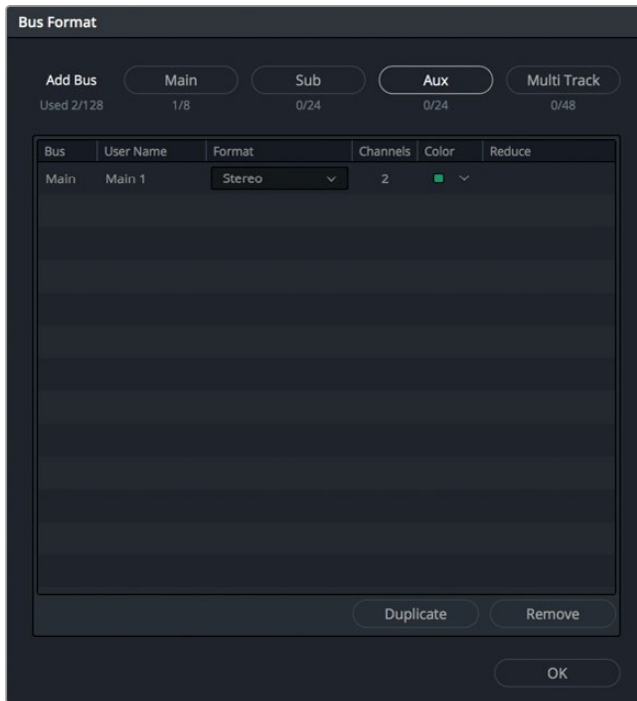 Bus Format
Add Bus Main Sub Aux Multi Track
Used 2/128 1/8 0/24 0/24 0/48
Bus User Name Format Channels Color Reduce
Main Main 1 Stereo 2
Duplicate Remove
OK